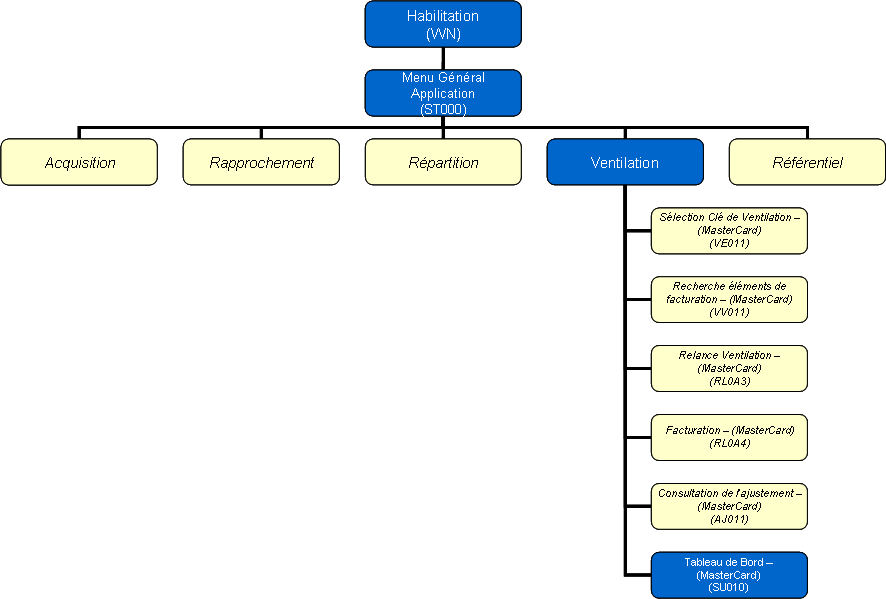 Habilitation
(VVN)
Menu Général
Application
(ST000)
Acquisition
Rapprochement
Répartition
Ventilation
Référentiel
Sélection Clé de Ventilation –
(MasterCard)
(VE011)
Recherche éléments de
facturation – (MasterCard)
(VV011)
Relance Ventilation –
(MasterCard)
(RL0A3)
Facturation – (MasterCard)
(RL0A4)
Consultation de l'ajustement –
(MasterCard)
(AJ011)
Tableau de Bord –
(MasterCard)
(SU010)